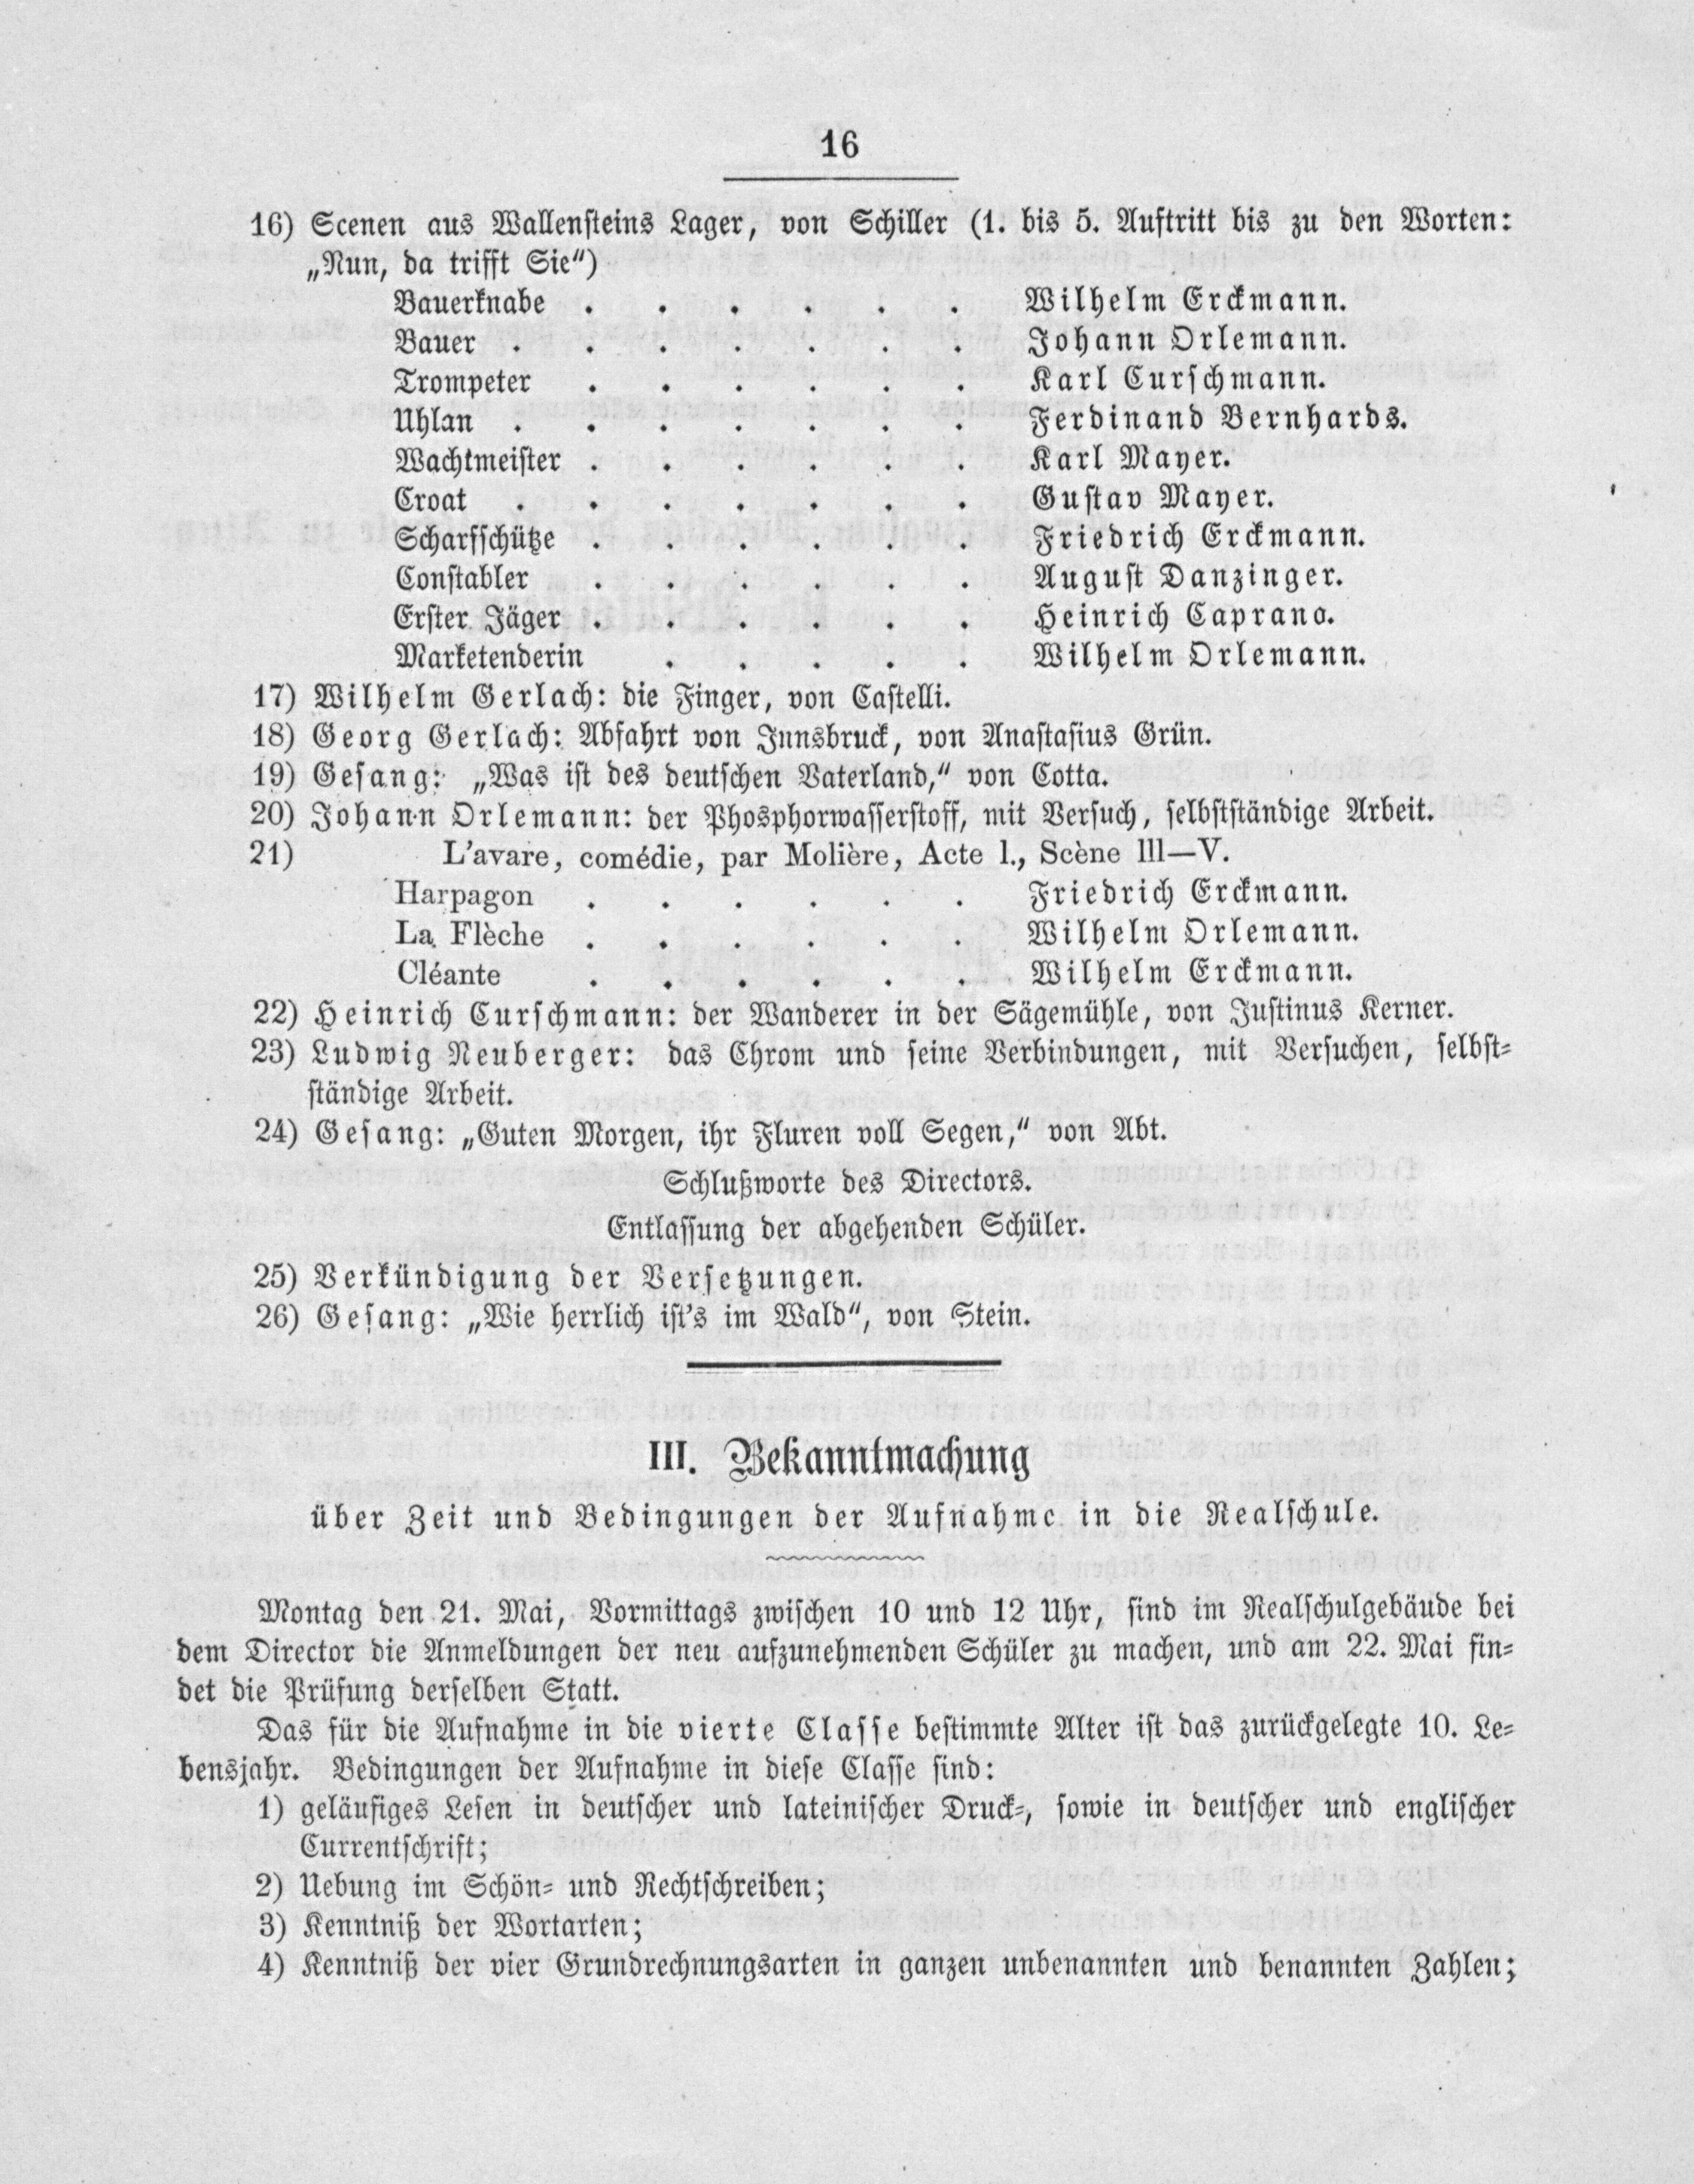 16
16) Scenen aus Wallensteins Lager, von Schiller (1. bis 5. Auftritt bis zu den Worten:
„Nun, da trifft Sie“)
Bauerknabe . . . . . . Wilhelm Erckmann.
Bauer . . . . . . . Johann Orlemann.
Trompeter . . . . . . Karl Curschmann.
Uhlan . . . . . . . Ferdinand Bernhards.
Wachtmeister . . . . . . Karl Mayer.
Croat . . . . . . . Gustav Mayer.
Scharfschütze . . . . . . Friedrich Erckmann.
Constabler . . . . . . August Danzinger.
Erster Jäger . . . . . . Heinrich Caprano.
Marketenderin . . . . . Wilhelm Orlemann.
17) Wilhelm Gerlach: die Finger, von Castelli.
18) Georg Gerlach: Abfahrt von Innsbruck, von Anastasius Grün.
19) Gesang: „Was ist des deutschen Vaterland,“ von Cotta.
20) Johann Orlemann: der Phosphorwasserstoff, mit Versuch, selbstständige Arbeit.
21) L'avare, comédie, par Molière, Acte l., Scène lll—V.
Harpagon . . . . . . Friedrich Erckmann.
La Flèche . . . . . . Wilhelm Orlemann.
Cléante . . . . . . Wilhelm Erckmann.
22) Heinrich Curschmann: der Wanderer in der Sägemühle, von Justinus Kerner.
23) Ludwig Neuberger: das Chrom und seine Verbindungen, mit Versuchen, selbst-
ständige Arbeit.
24) Gesang: „Guten Morgen, ihr Fluren voll Segen,“ von Abt.
Schlußworte des Directors.
Entlassung der abgehenden Schüler.
25) Verkündigung der Versetzungen.
26) Gesang: „Wie herrlich ist's im Wald“, von Stein.
III. Bekanntmachung
über Zeit und Bedingungen der Aufnahme in die Realschule.
Montag den 21. Mai, Vormittags zwischen 10 und 12 Uhr, sind im Realschulgebäude bei
dem Director die Anmeldungen der neu aufzunehmenden Schüler zu machen, und am 22. Mai fin-
det die Prüfung derselben Statt.
Das für die Aufnahme in die vierte Classe bestimmte Alter ist das zurückgelegte 10. Le-
bensjahr. Bedingungen der Aufnahme in diese Classe sind:
1) geläufiges Lesen in deutscher und lateinischer Druck-, sowie in deutscher und englischer
Currentschrift;
2) Uebung im Schön- und Rechtschreiben;
3) Kenntniß der Wortarten;
4) Kenntniß der vier Grundrechnungsarten in ganzen unbenannten und benannten Zahlen;